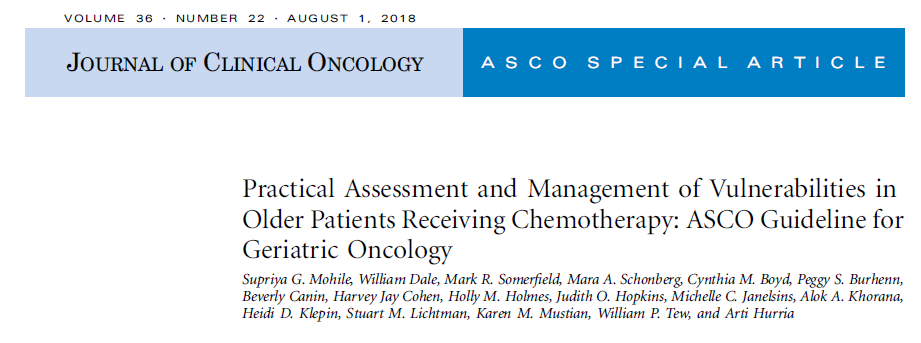 VOLUME 36 · NUMBER 22 · AUGUST 1, 2018
JOURNAL OF CLINICAL ONCOLOGY
ASCO SPECIAL ARTICLE
Practical Assessment and Management of Vulnerabilities in
Older Patients Receiving Chemotherapy: ASCO Guideline for
Geriatric Oncology
Supriya G. Mohile, William Dale, Mark R. Somerfield, Mara A. Schonberg, Cynthia M. Boyd, Peggy S. Burhenn,
Beverly Canin, Harvey Jay Cohen, Holly M. Holmes, Judith O. Hopkins, Michelle C. Janelsins, Alok A. Khorana,
Heidi D. Klepin, Stuart M. Lichtman, Karen M. Mustian, William P. Tew, and Arti Hurria